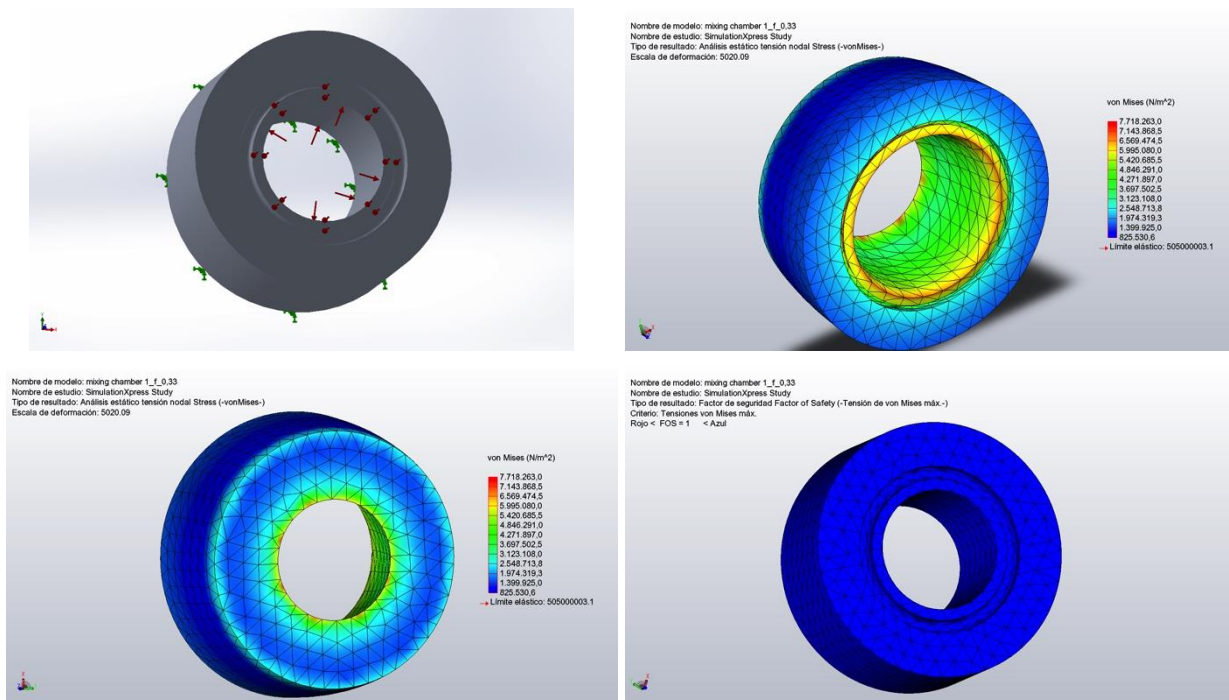 Nombre de modelo: mixing chamber 1_f_0,33
Nombre de estudio: SimulationXpress Study
Tipo de resultado: Análisis estático tensión nodal Stress (-vonMises-)
Escala de deformación: 5020.09
von Mises (N/m^2)
7.718.263,0
7.143.868,5
6.569.474,5
5.995.080,0
5.420.685,5
4.846.291,0
4.271.897,0
3.697.502,5
3.123.108,0
2.548.713,8
1.974.319,3
1.399.925,0
825.530,6
Límite elástico: 505000003.1
Nombre de modelo: mixing chamber 1_f_0,33
Nombre de estudio: SimulationXpress Study
Tipo de resultado: Análisis estático tensión nodal Stress (-vonMises-)
Escala de deformación: 5020.09
von Mises (N/m^2)
7.718.263,0
7.143.868,5
6.569.474,5
5.995.080,0
5.420.685,5
4.846.291,0
4.271.897,0
3.697.502,5
3.123.108,0
2.548.713,8
1.974.319,3
1.399.925,0
825.530,6
Límite elástico: 505000003.1
Nombre de modelo: mixing chamber 1_f_0,33
Nombre de estudio: SimulationXpress Study
Tipo de resultado: Factor de seguridad Factor of Safety (-Tensión de von Mises máx.-)
Criterio: Tensiones von Mises máx.
Rojo < FOS = 1 < Azul